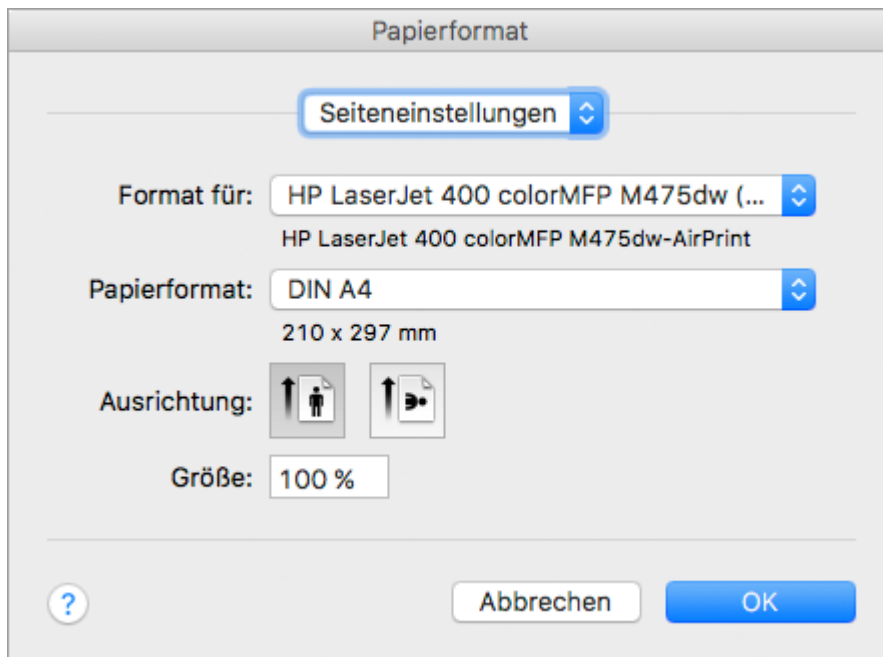 Papierformat
Seiteneinstellungen
Format für: HP LaserJet 400 colorMFP M475dw (...
HP LaserJet 400 colorMFP M475dw-AirPrint
Papierformat: DIN A4
210 x 297 mm
Ausrichtung:
Größe: 100 %
? Abbrechen OK